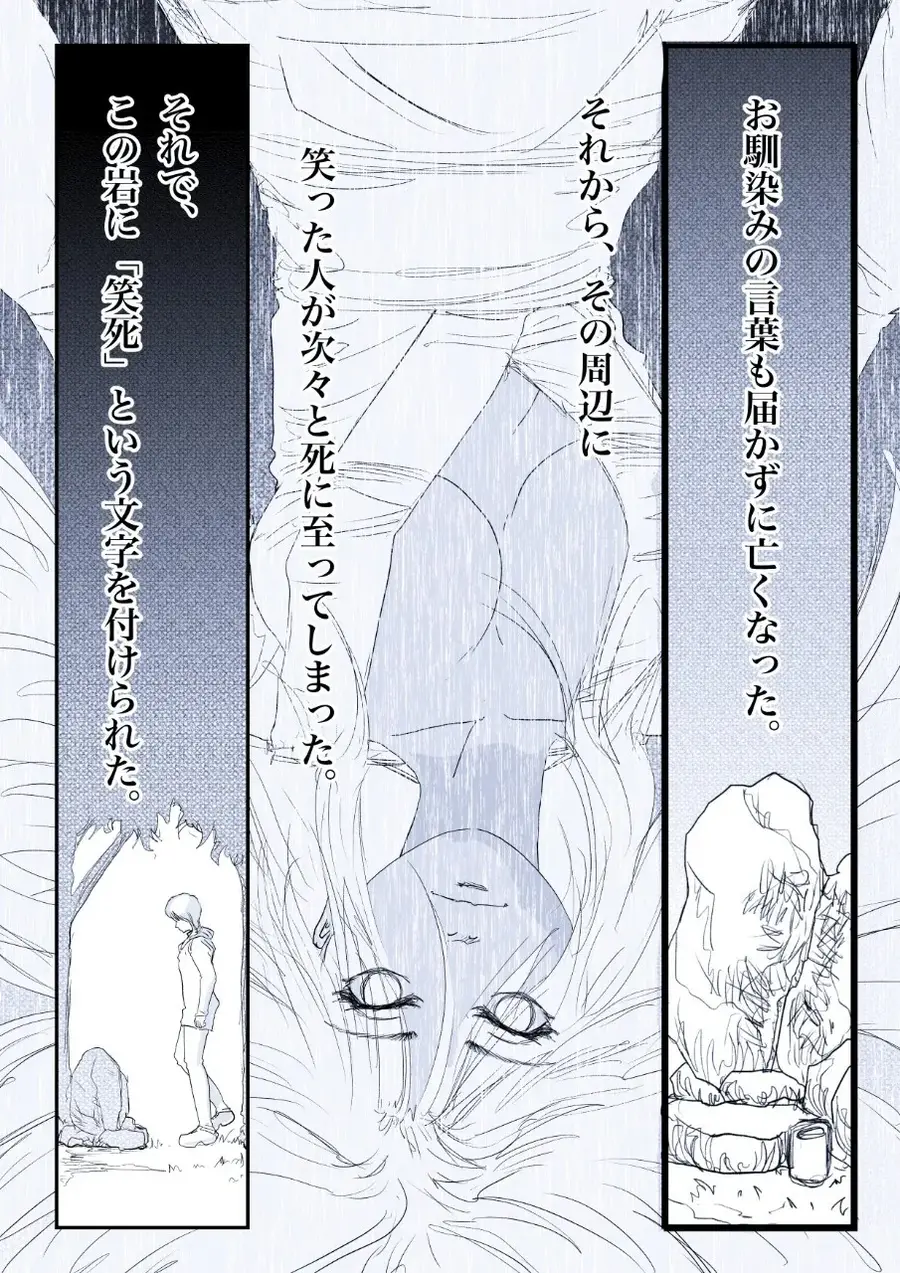 お馴染みの言葉も届かずに亡くなった。
それから、その周辺に
笑った人が次々と死に至ってしまった。
それで、
この岩に「笑死」という文字を付けられた。